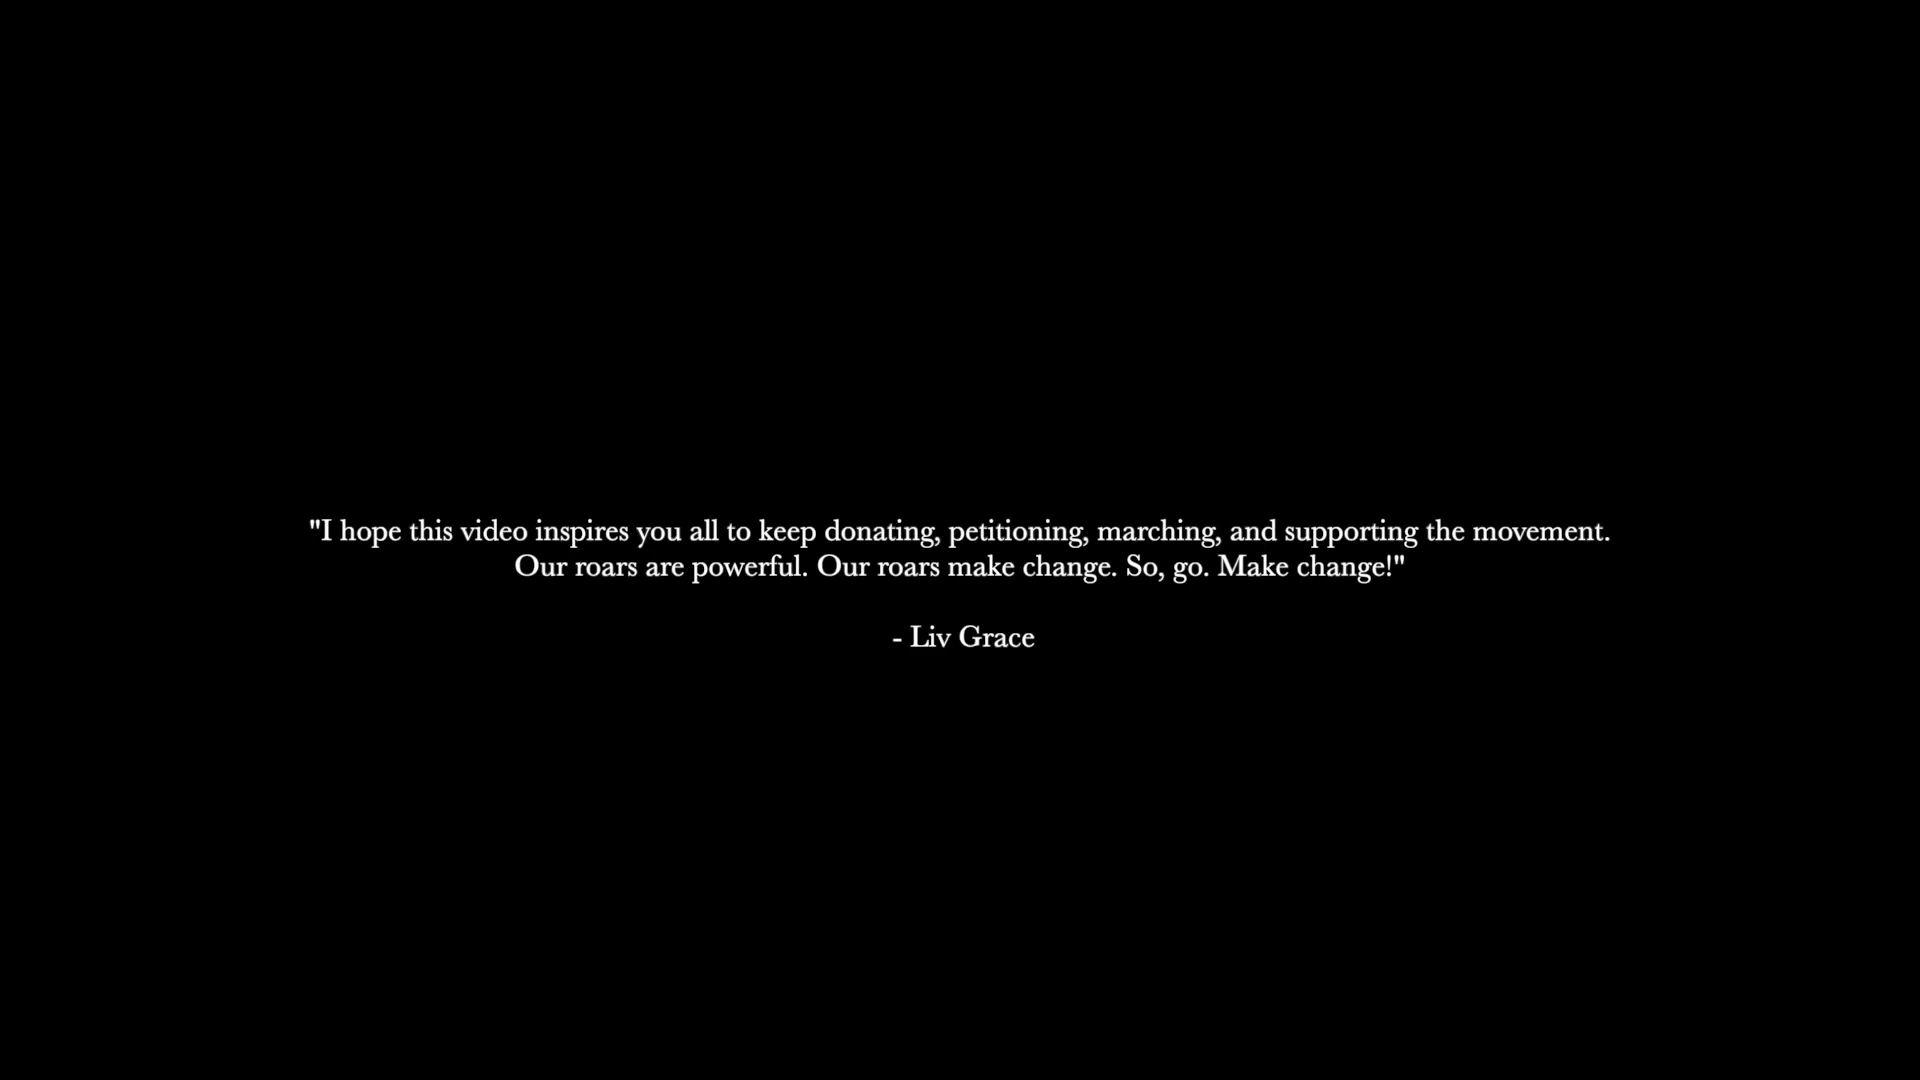 "I hope this video inspires you all to keep donating, petitioning, marching, and supporting the movement.
Our roars are powerful. Our roars make change. So, go. Make change!"
- Liv Grace